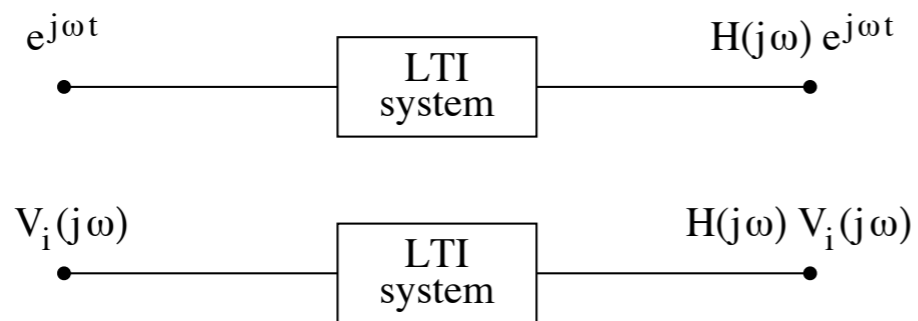 e^{jωt}
H(jω) e^{jωt}
LTI
system
V_i(jω)
H(jω) V_i(jω)
LTI
system